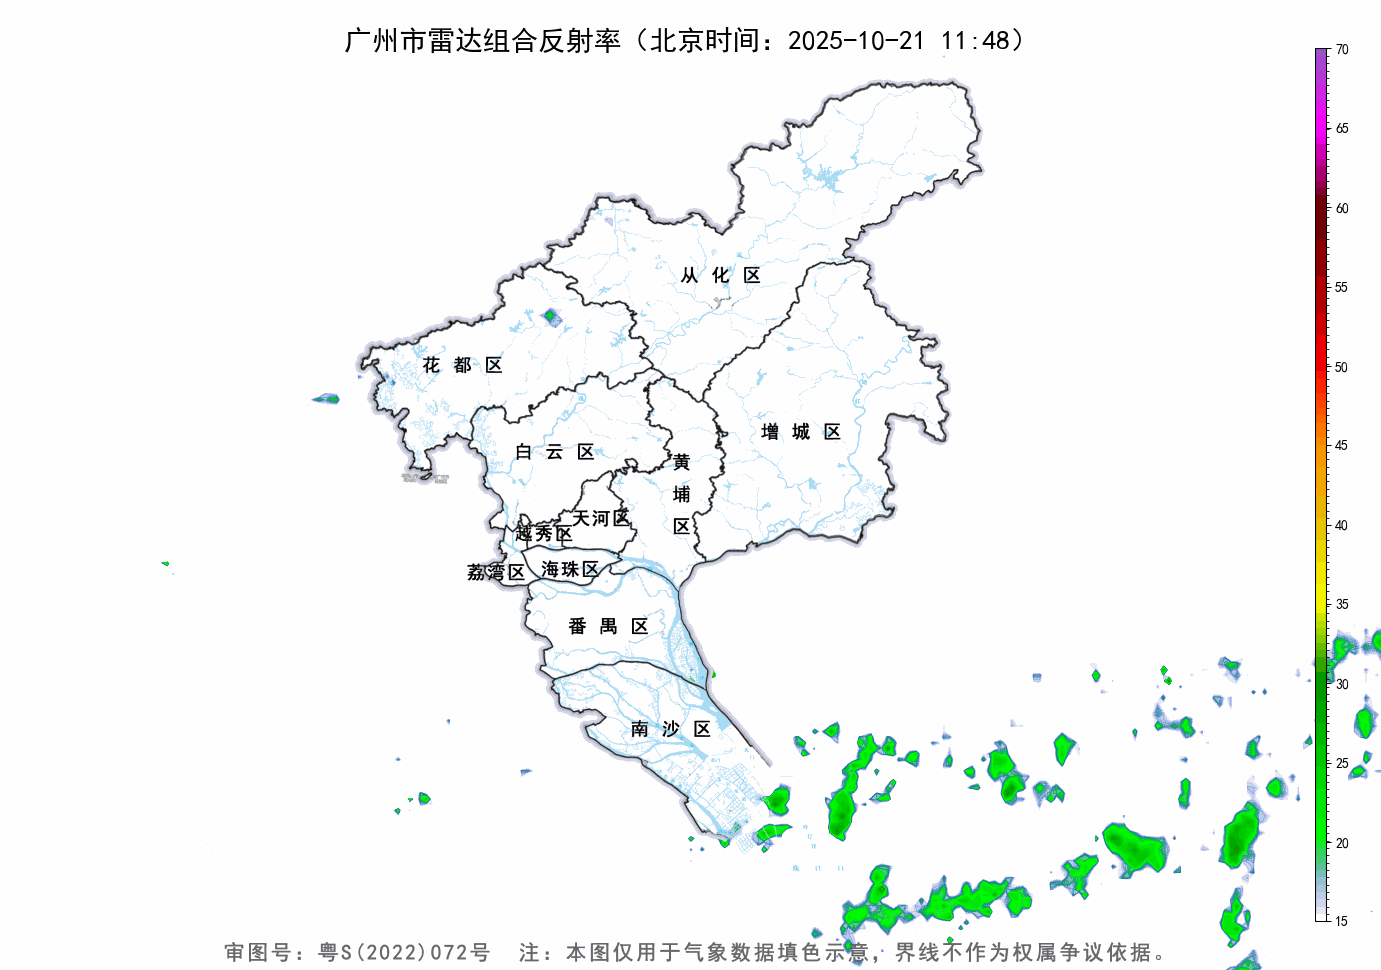 广州市雷达组合反射率（北京时间：2025-10-21 11:48）
70
65
60
55
50
45
40
35
30
25
20
15
从化区
花都区
增城区
白云区
黄埔区
天河区
越秀区
荔湾区
海珠区
番禺区
南沙区
审图号：粤S(2022)072号 注：本图仅用于气象数据填色示意，界线不作为权属争议依据。